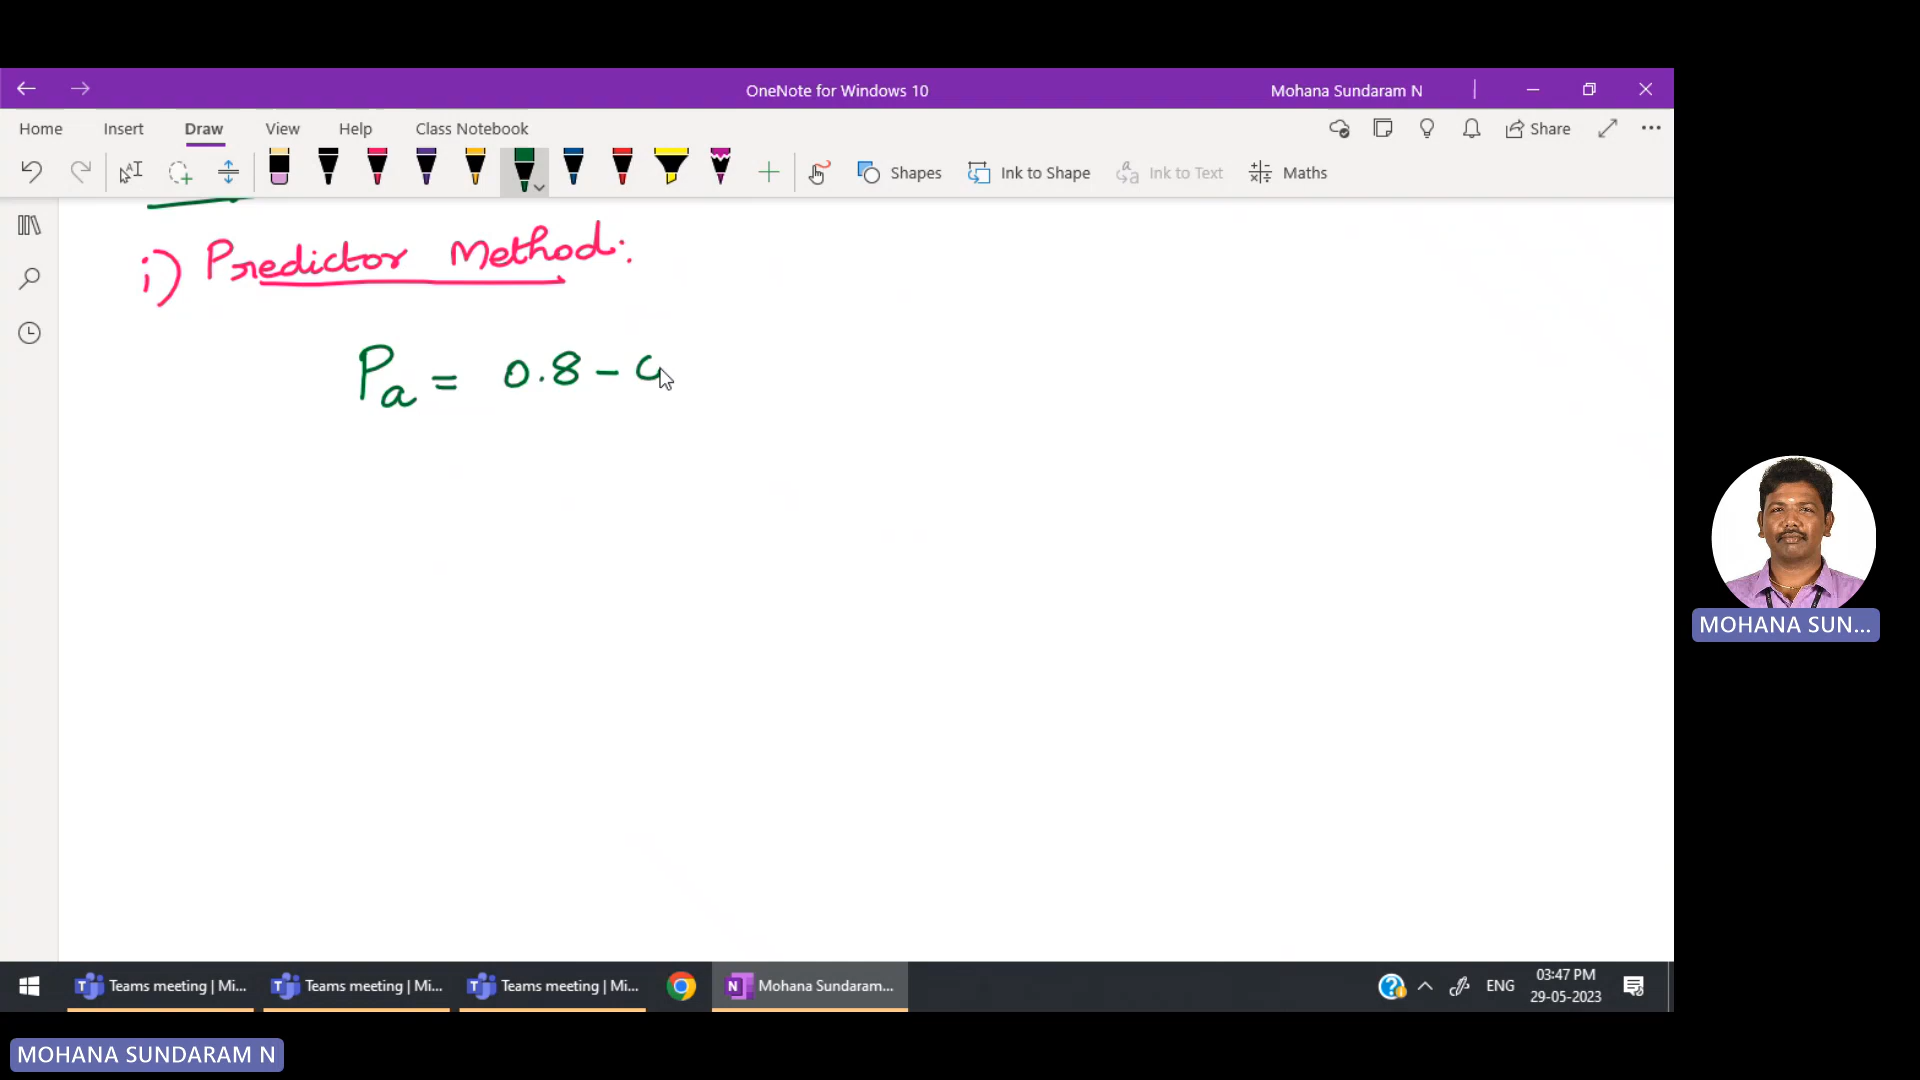 OneNote for Windows 10
Mohana Sundaram N
Home Insert Draw View Help Class Notebook
Share
Shapes Ink to Shape Ink to Text Maths
i) Predictor Method:
Pa = 0.8 -
MOHANA SUN...
Teams meeting | Mi... Teams meeting | Mi... Teams meeting | Mi... Mohana Sundaram...
ENG
03:47 PM
29-05-2023
MOHANA SUNDARAM N